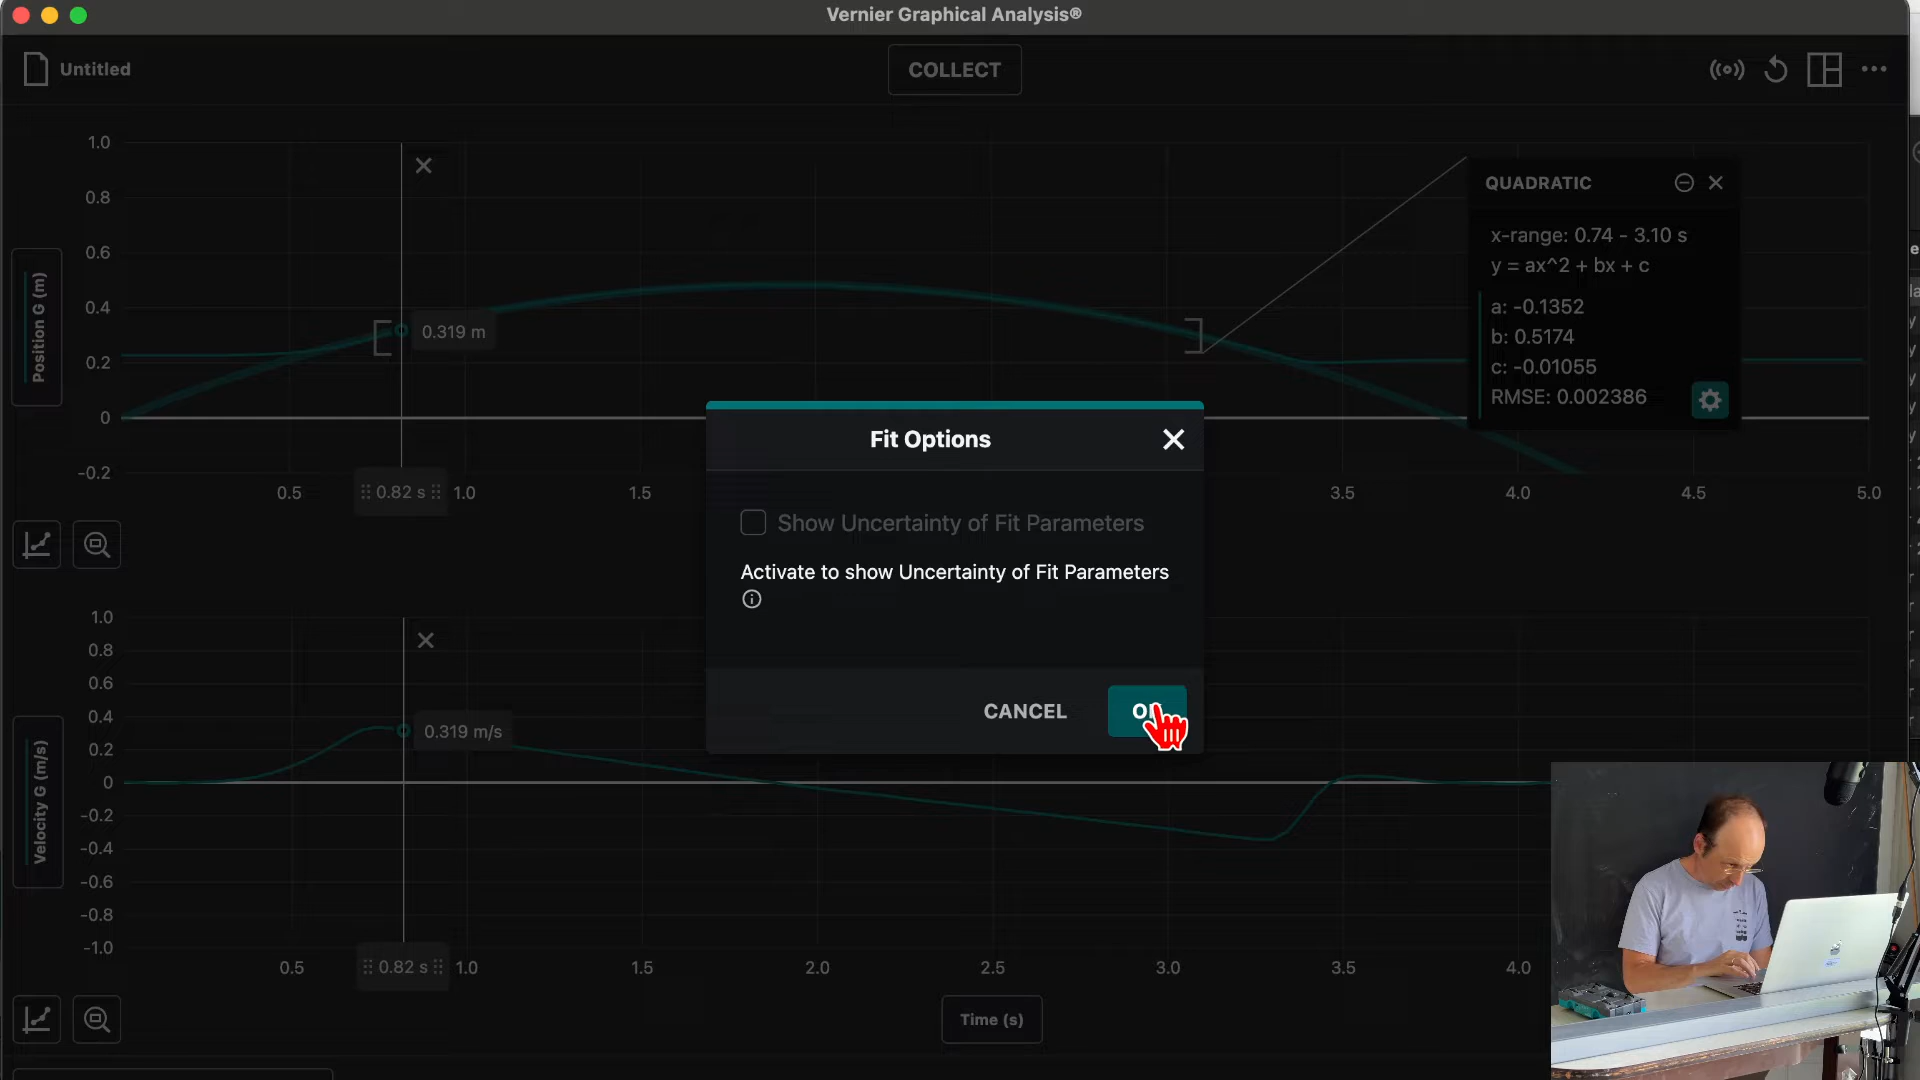 Vernier Graphical Analysis®
Untitled
COLLECT
1.0
0.8
0.6
0.4
0.2
0
-0.2
Position G (m)
0.319 m
0.5
0.82 s
1.0
1.5
3.5
4.0
4.5
5.0
QUADRATIC
x-range: 0.74 - 3.10 s
y = ax^2 + bx + c
a: -0.1352
b: 0.5174
c: -0.01055
RMSE: 0.002386
Fit Options
Show Uncertainty of Fit Parameters
Activate to show Uncertainty of Fit Parameters
CANCEL
1.0
0.8
0.6
0.4
0.2
0
-0.2
-0.4
-0.6
-0.8
-1.0
Velocity G (m/s)
0.319 m/s
0.5
0.82 s
1.0
1.5
2.0
2.5
3.0
3.5
4.0
Time (s)